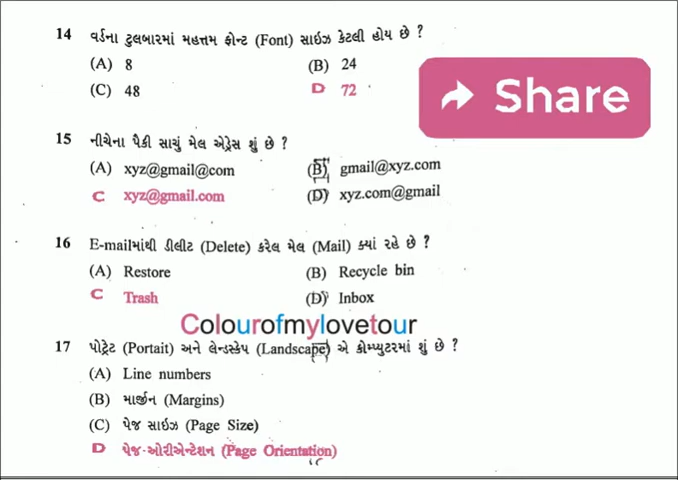 14 વર્ડના ટુલબારમાં મહત્તમ ફોન્ટ (Font) સાઇઝ કેટલી હોય છે ?
(A) 8 (B) 24
(C) 48 D 72
Share
15 નીચેના પૈકી સાચું મેલ એડ્રેસ શું છે ?
(A) xyz@gmail@com (B) gmail@xyz.com
C xyz@gmail.com (D) xyz.com@gmail
16 E-mailમાંથી ડીલીટ (Delete) કરેલ મેલ (Mail) ક્યાં રહે છે ?
(A) Restore (B) Recycle bin
C Trash (D) Inbox
Colourofmylovetour
17 પોટ્રેટ (Portait) અને લેન્ડસ્કેપ (Landscape) એ કોમ્પ્યુટરમાં શું છે ?
(A) Line numbers
(B) માર્જીન (Margins)
(C) પેજ સાઇઝ (Page Size)
D પેજ-ઓરીએન્ટેશન (Page Orientation)